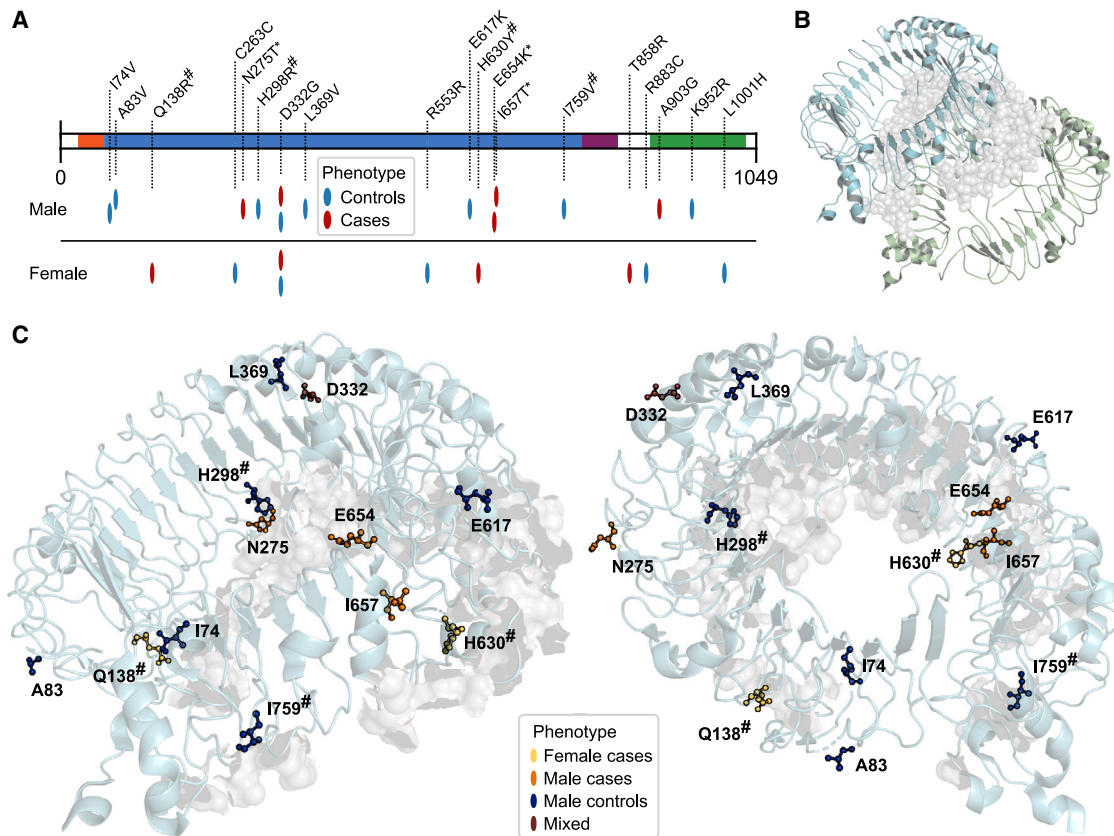 A
B
I74V
A83V
Q138R#
C263C
N275T*
H298R#
D332G
L369V
R553R
E617K
H630Y#
E654K*
I657T*
I759V#
T858R
R883C
A903G
K952R
L1001H
0
1049
Phenotype
Controls
Cases
Male
Female
C
L369
D332
H298#
N275
E654
E617
I657
H630#
I74
Q138#
A83
I759#
D332
L369
E617
H298#
N275
E654
H630#
I657
I74
I759#
Q138#
A83
Phenotype
Female cases
Male cases
Male controls
Mixed